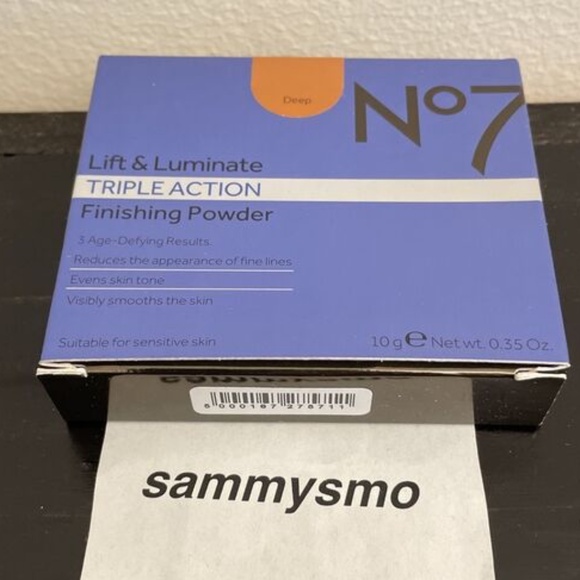 Deep
No7
Lift & Luminate
TRIPLE ACTION
Finishing Powder
3 Age-Defying Results.
Reduces the appearance of fine lines
Evens skin tone
Visibly smooths the skin
Suitable for sensitive skin
10 g e Net wt. 0.35 Oz.
sammysmo